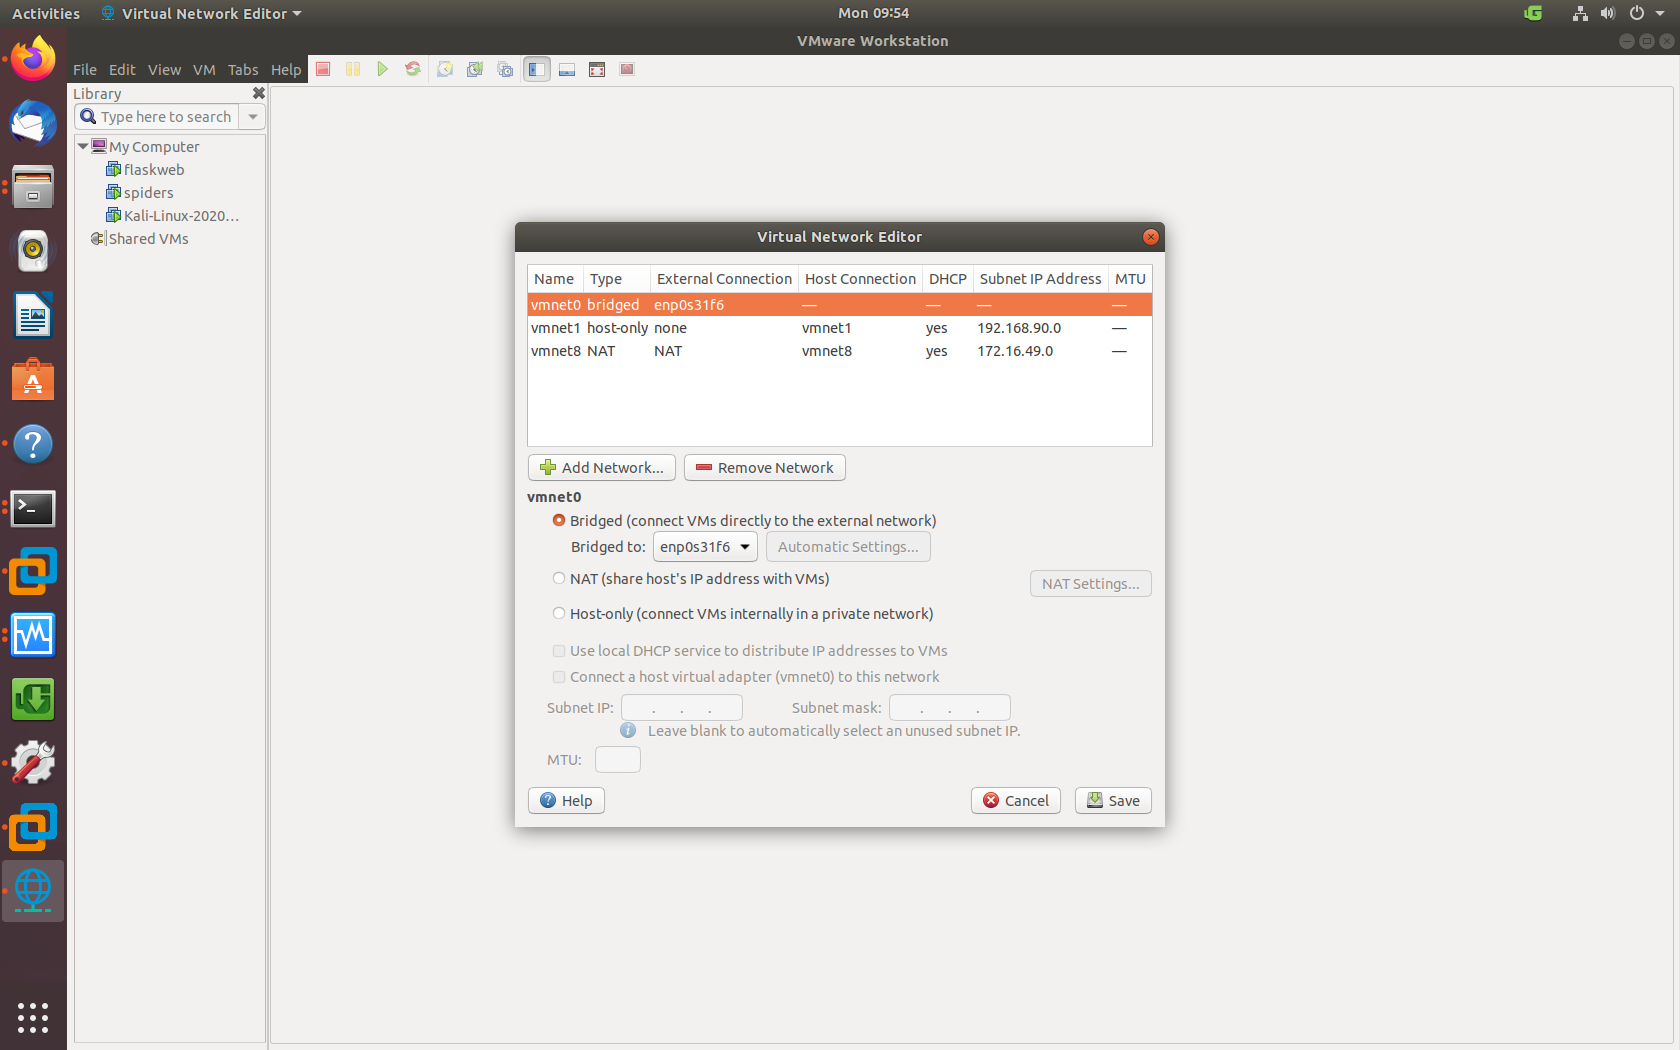 Activities Virtual Network Editor Mon 09:54
VMware Workstation
File Edit View VM Tabs Help
Library
Type here to search
My Computer
flaskweb
spiders
Kali-Linux-2020...
Shared VMs
Virtual Network Editor
Name Type External Connection Host Connection DHCP Subnet IP Address MTU
vmnet0 bridged enp0s31f6 — — — —
vmnet1 host-only none vmnet1 yes 192.168.90.0 —
vmnet8 NAT NAT vmnet8 yes 172.16.49.0 —
Add Network... Remove Network
vmnet0
Bridged (connect VMs directly to the external network)
Bridged to: enp0s31f6 Automatic Settings...
NAT (share host's IP address with VMs) NAT Settings...
Host-only (connect VMs internally in a private network)
Use local DHCP service to distribute IP addresses to VMs
Connect a host virtual adapter (vmnet0) to this network
Subnet IP: . . . Subnet mask: . . .
Leave blank to automatically select an unused subnet IP.
MTU:
Help Cancel Save